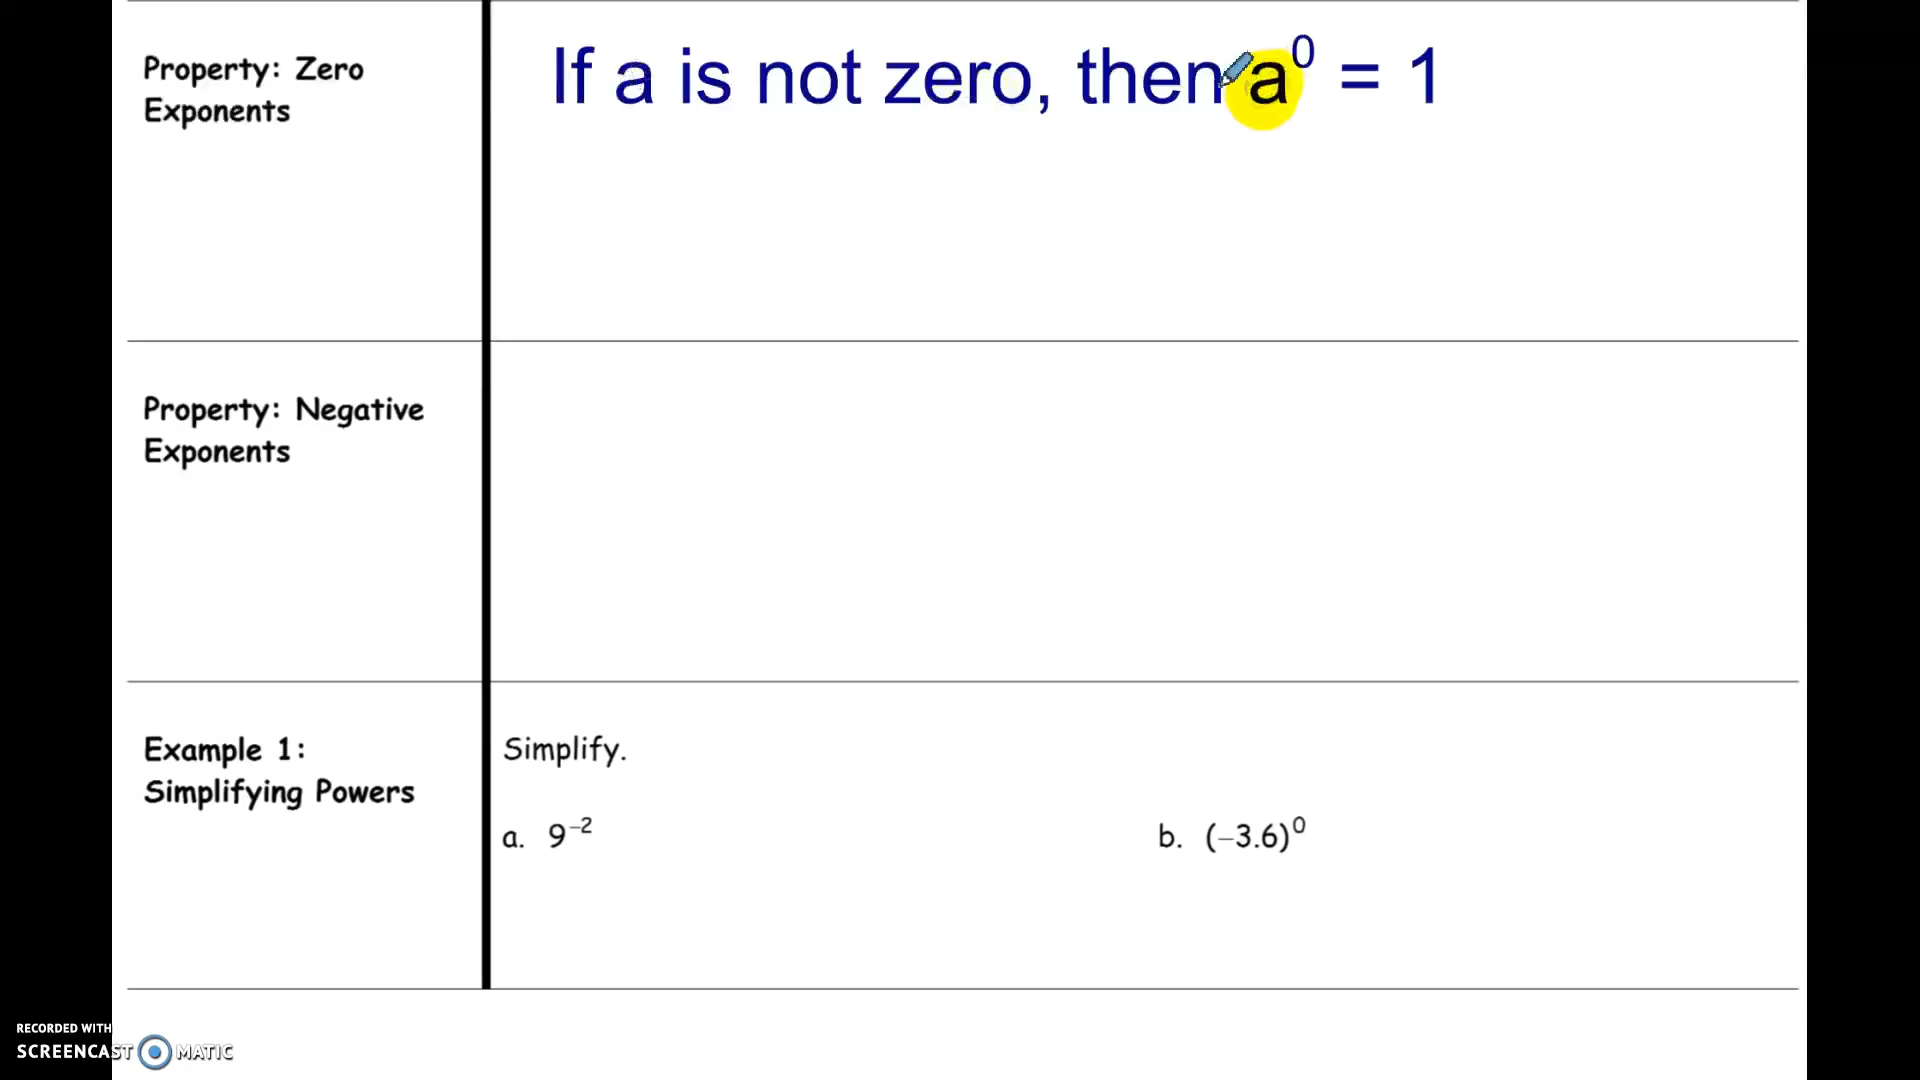 Property: Zero
Exponents
If a is not zero, then a⁰ = 1
Property: Negative
Exponents
Example 1:
Simplifying Powers
Simplify.
a. 9⁻²
b. (−3.6)⁰
RECORDED WITH
SCREENCAST MATIC